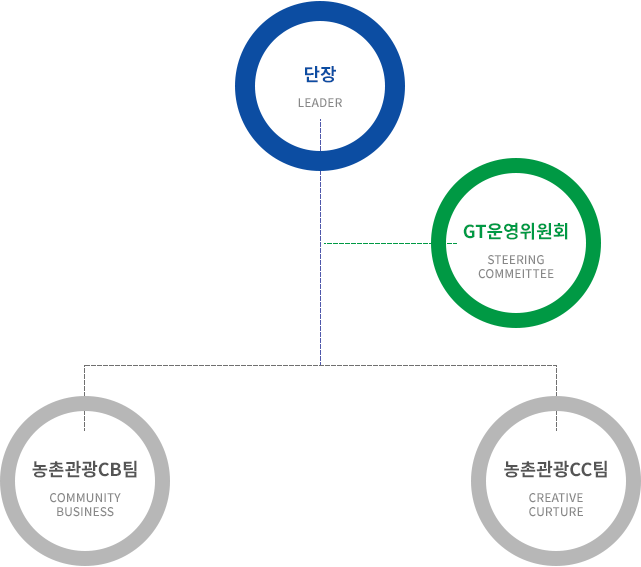 단장
LEADER
GT운영위원회
STEERING
COMMEITTEE
농촌관광CB팀
COMMUNITY
BUSINESS
농촌관광CC팀
CREATIVE
CURTURE